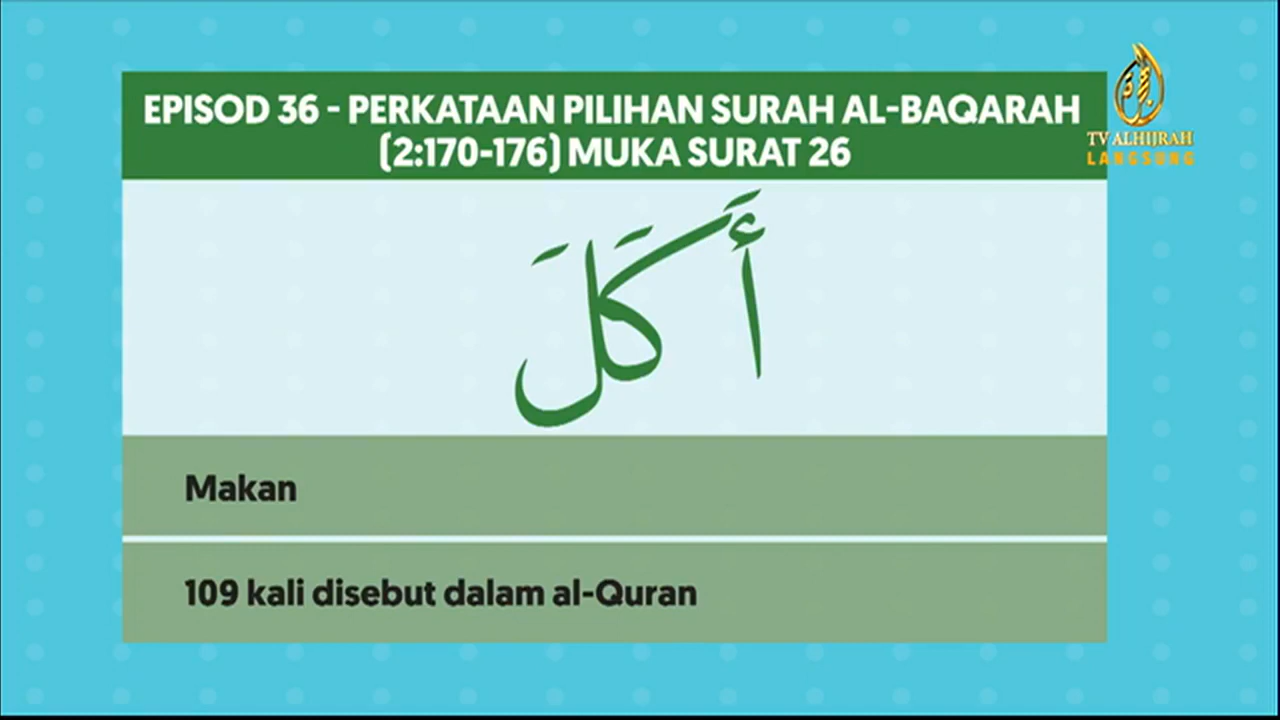 EPISOD 36 - PERKATAAN PILIHAN SURAH AL-BAQARAH
(2:170-176) MUKA SURAT 26
TV ALHIJRAH
LANGSUNG
أَكَلَ
Makan
109 kali disebut dalam al-Quran